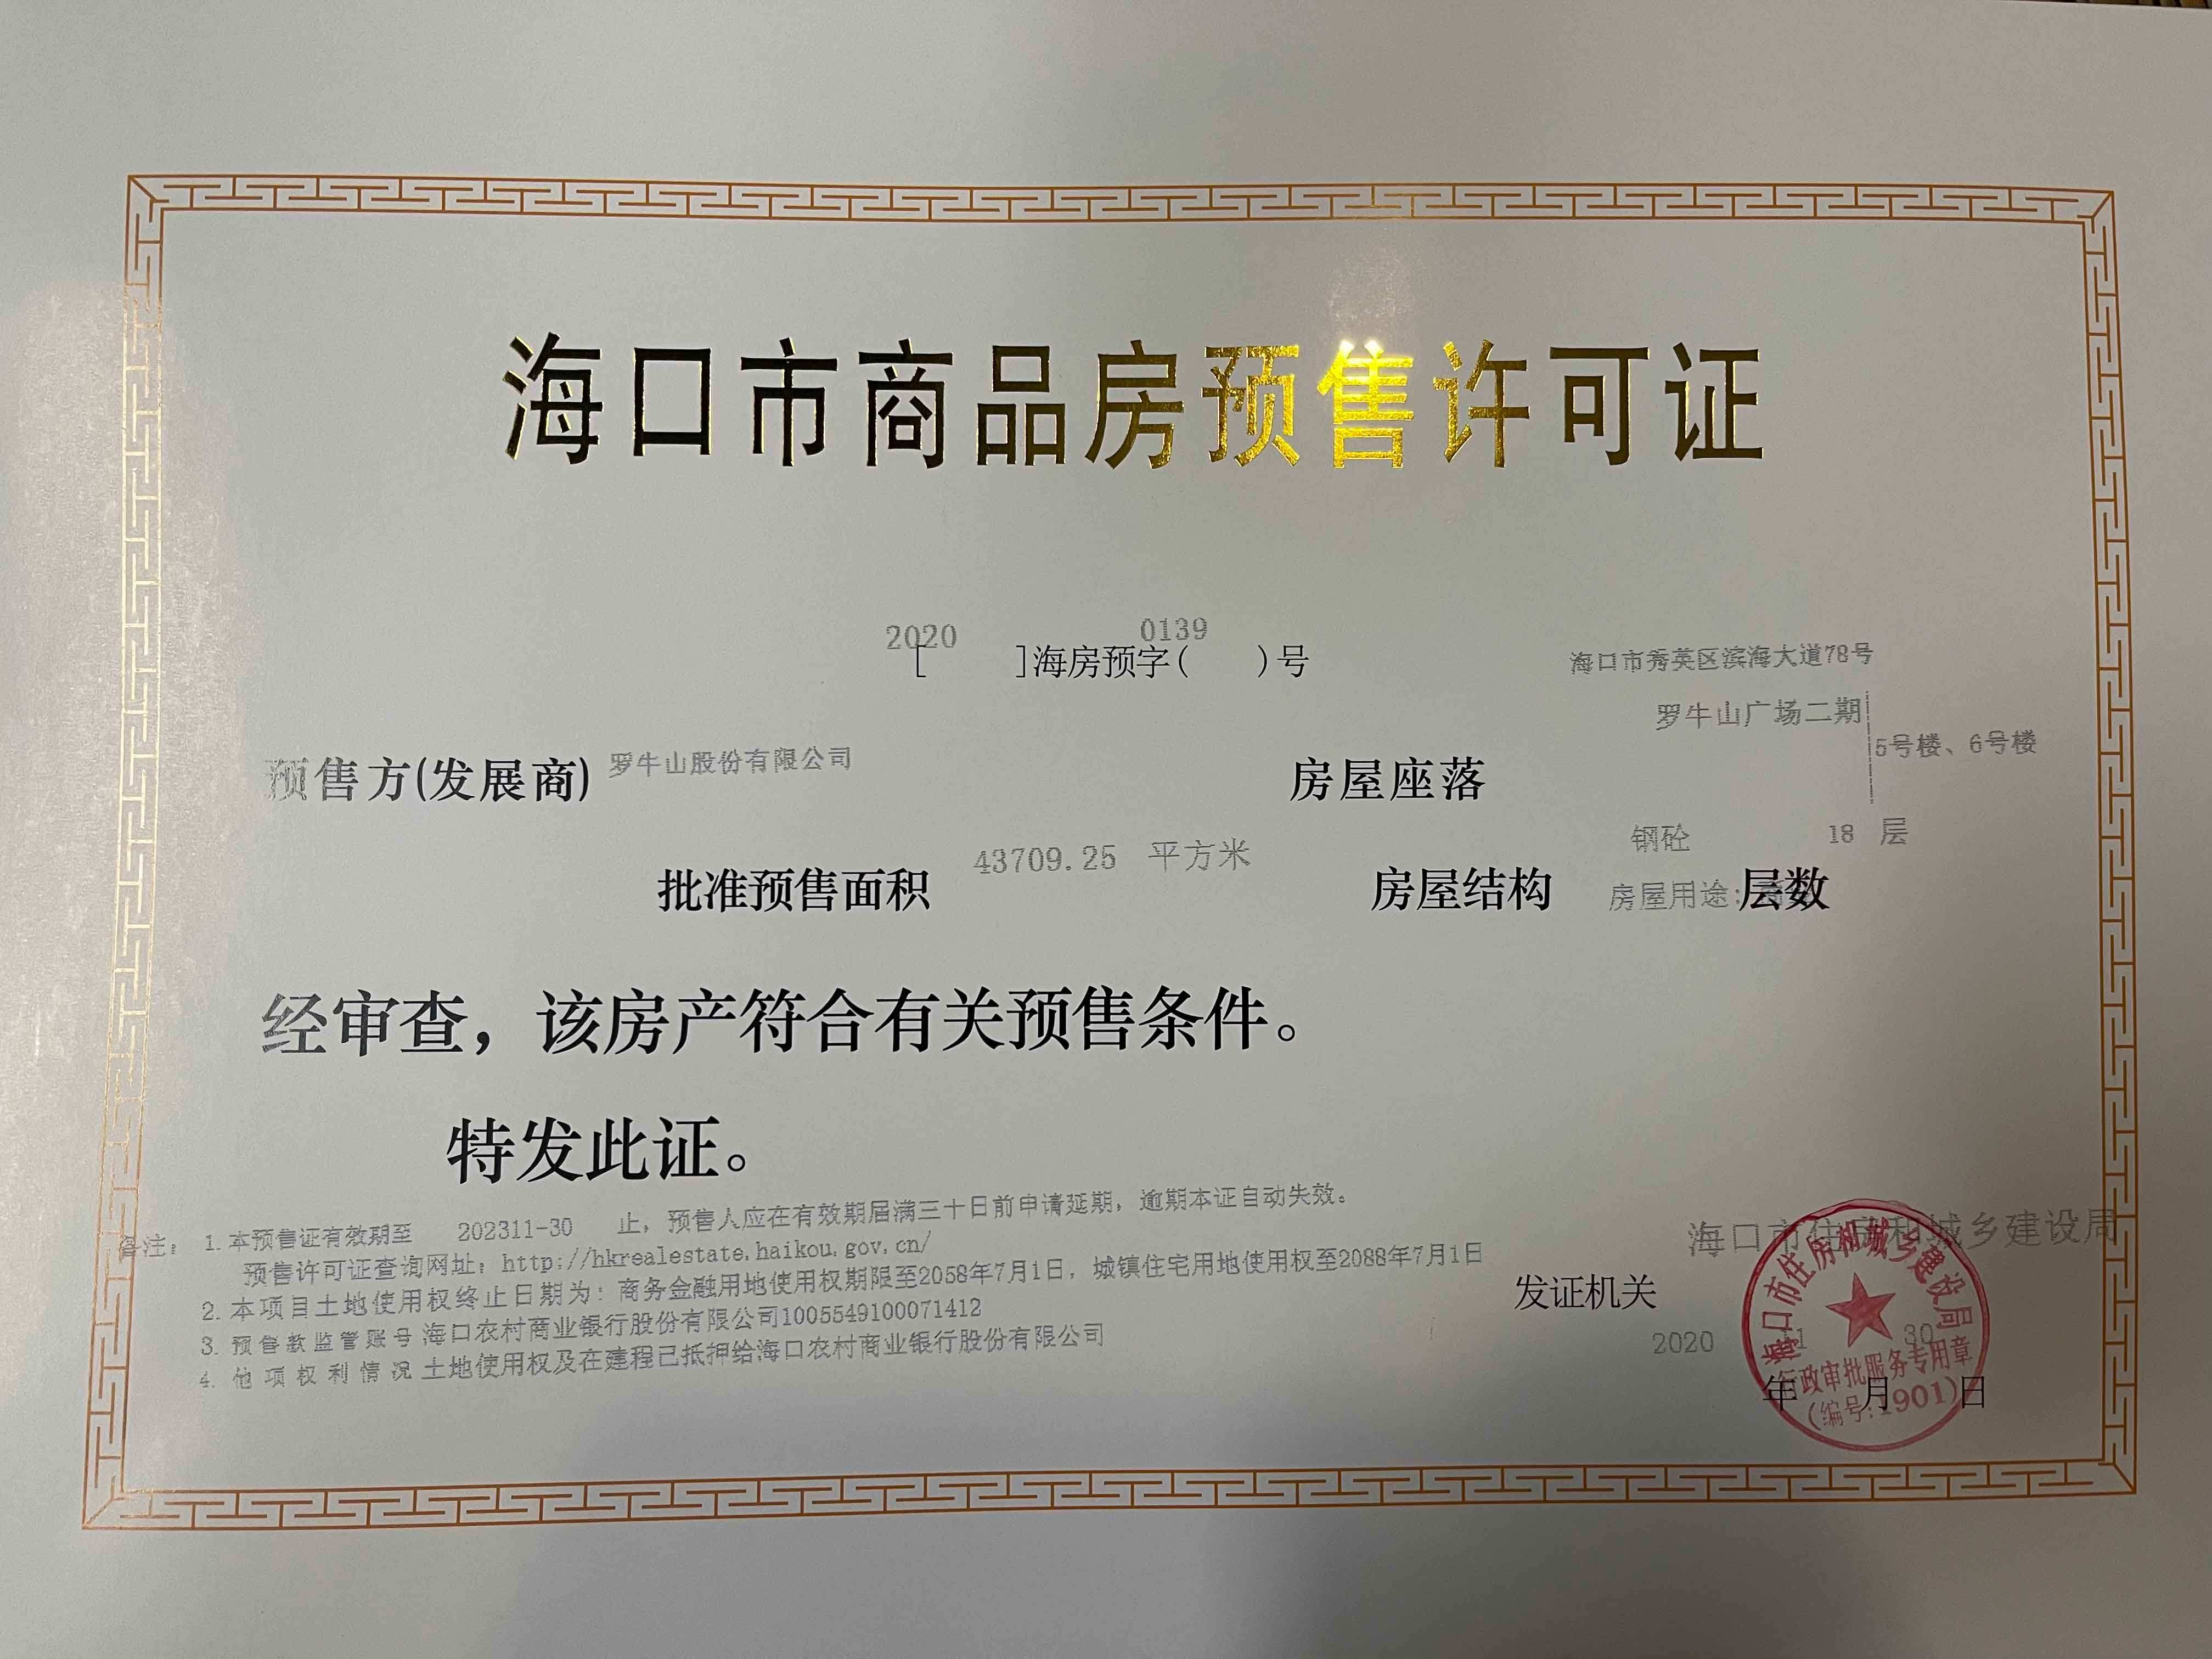 海口市商品房预售许可证
[2020]海房预字(0139)号
预售方(发展商) 罗牛山股份有限公司
房屋座落 海口市秀英区滨海大道78号
罗牛山广场二期
5号楼、6号楼
批准预售面积 43709.25 平方米
房屋结构 钢砼 层数 18 层
房屋用途:
经审查，该房产符合有关预售条件。
特发此证。
备注: 1.本预售证有效期至 202311-30 止，预售人应在有效期届满三十日前申请延期，逾期本证自动失效。
预售许可证查询网址：http://hkrealestate.haikou.gov.cn/
2.本项目土地使用权终止日期为：商务金融用地使用权期限至2058年7月1日，城镇住宅用地使用权至2088年7月1日
3.预售款监管账号 海口农村商业银行股份有限公司1005549100071412
4.他项权利情况 土地使用权及在建程已抵押给海口农村商业银行股份有限公司
发证机关 海口市住房和城乡建设局
2020年11月30日
海口市住房和城乡建设局
行政审批服务专用章
(编号:1901)